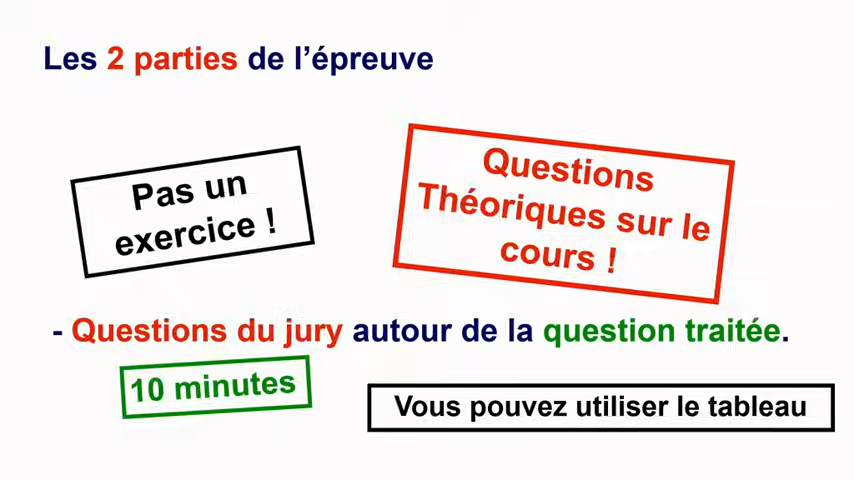 Les 2 parties de l’épreuve
Pas un
exercice !
Questions
Théoriques sur le
cours !
- Questions du jury autour de la question traitée.
10 minutes
Vous pouvez utiliser le tableau